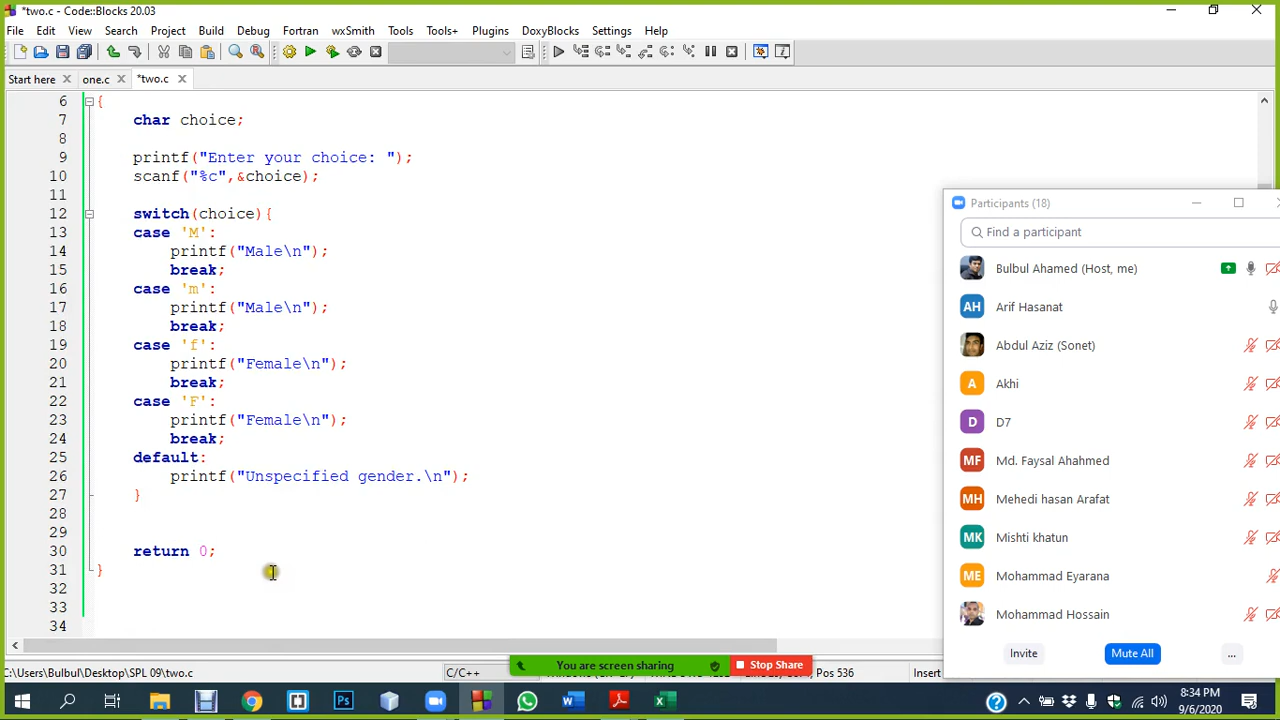 *two.c - Code::Blocks 20.03
File Edit View Search Project Build Debug Fortran wxSmith Tools Tools+ Plugins DoxyBlocks Settings Help
Start here one.c *two.c
6 {
7 char choice;
8
9 printf("Enter your choice: ");
10 scanf("%c",&choice);
11
12 switch(choice){
13 case 'M':
14 printf("Male\n");
15 break;
16 case 'm':
17 printf("Male\n");
18 break;
19 case 'f':
20 printf("Female\n");
21 break;
22 case 'F':
23 printf("Female\n");
24 break;
25 default:
26 printf("Unspecified gender.\n");
27 }
28
29
30 return 0;
31 }
32
33
34
Participants (18)
Find a participant
Bulbul Ahamed (Host, me)
AH Arif Hasanat
Abdul Aziz (Sonet)
A Akhi
D D7
MF Md. Faysal Ahahmed
MH Mehedi hasan Arafat
MK Mishti khatun
ME Mohammad Eyarana
Mohammad Hossain
Invite Mute All ...
You are screen sharing Stop Share
C:\Users\Bulbul\Desktop\SPL 09\two.c C/C++ Pos 536 Insert
8:34 PM
9/6/2020